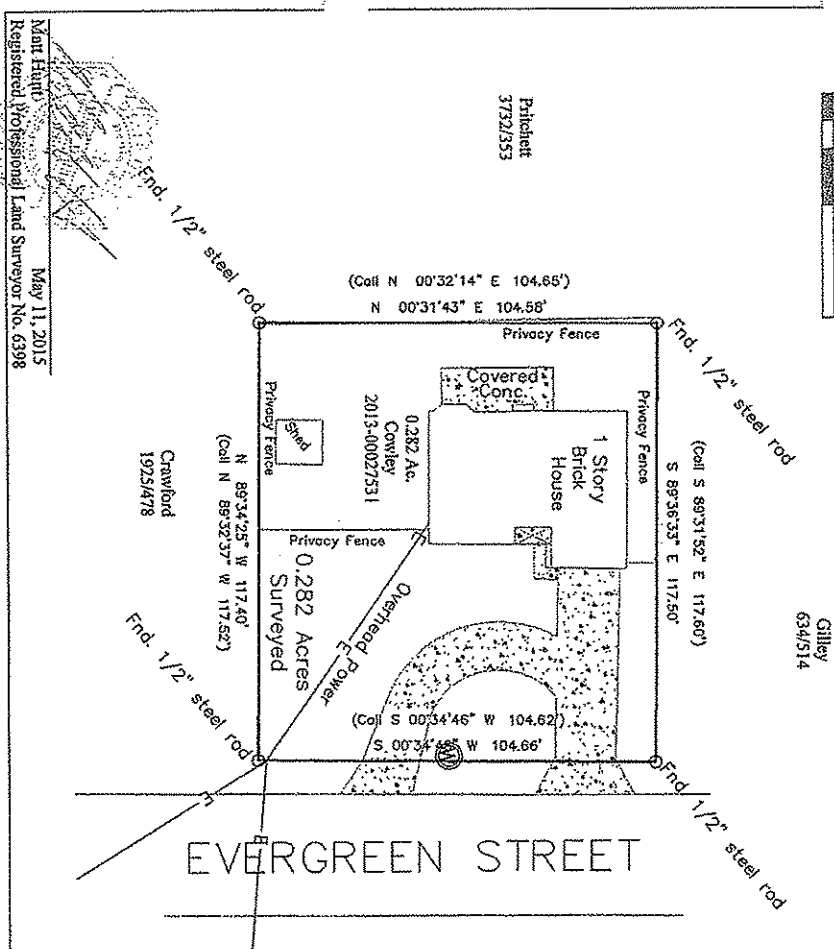 Gilley
634/514
(Call S 89°31'52" E 117.60')
S 89°36'33" E 117.50'
Fnd. 1/2" steel rod
Fnd. 1/2" steel rod
Pritchett
3732/353
(Call N 00°32'14" E 104.65')
N 00°31'43" E 104.58'
Privacy Fence
Privacy Fence
Covered
Conc.
1 Story
Brick
House
0.282 Ac.
Cowley
2013-00027531
Shed
Privacy Fence
Privacy Fence
0.282 Acres
Surveyed
E
Overhead Power
E
(Call S 00°34'46" W 104.62')
S 00°34'46" W 104.66'
W
N 89°34'25" W 117.40'
(Call N 89°32'37" W 117.52')
Crawford
1925/478
Fnd. 1/2" steel rod
Fnd. 1/2" steel rod
E
EVERGREEN STREET
Matt Hunt May 11, 2015
Registered Professional Land Surveyor No. 6398